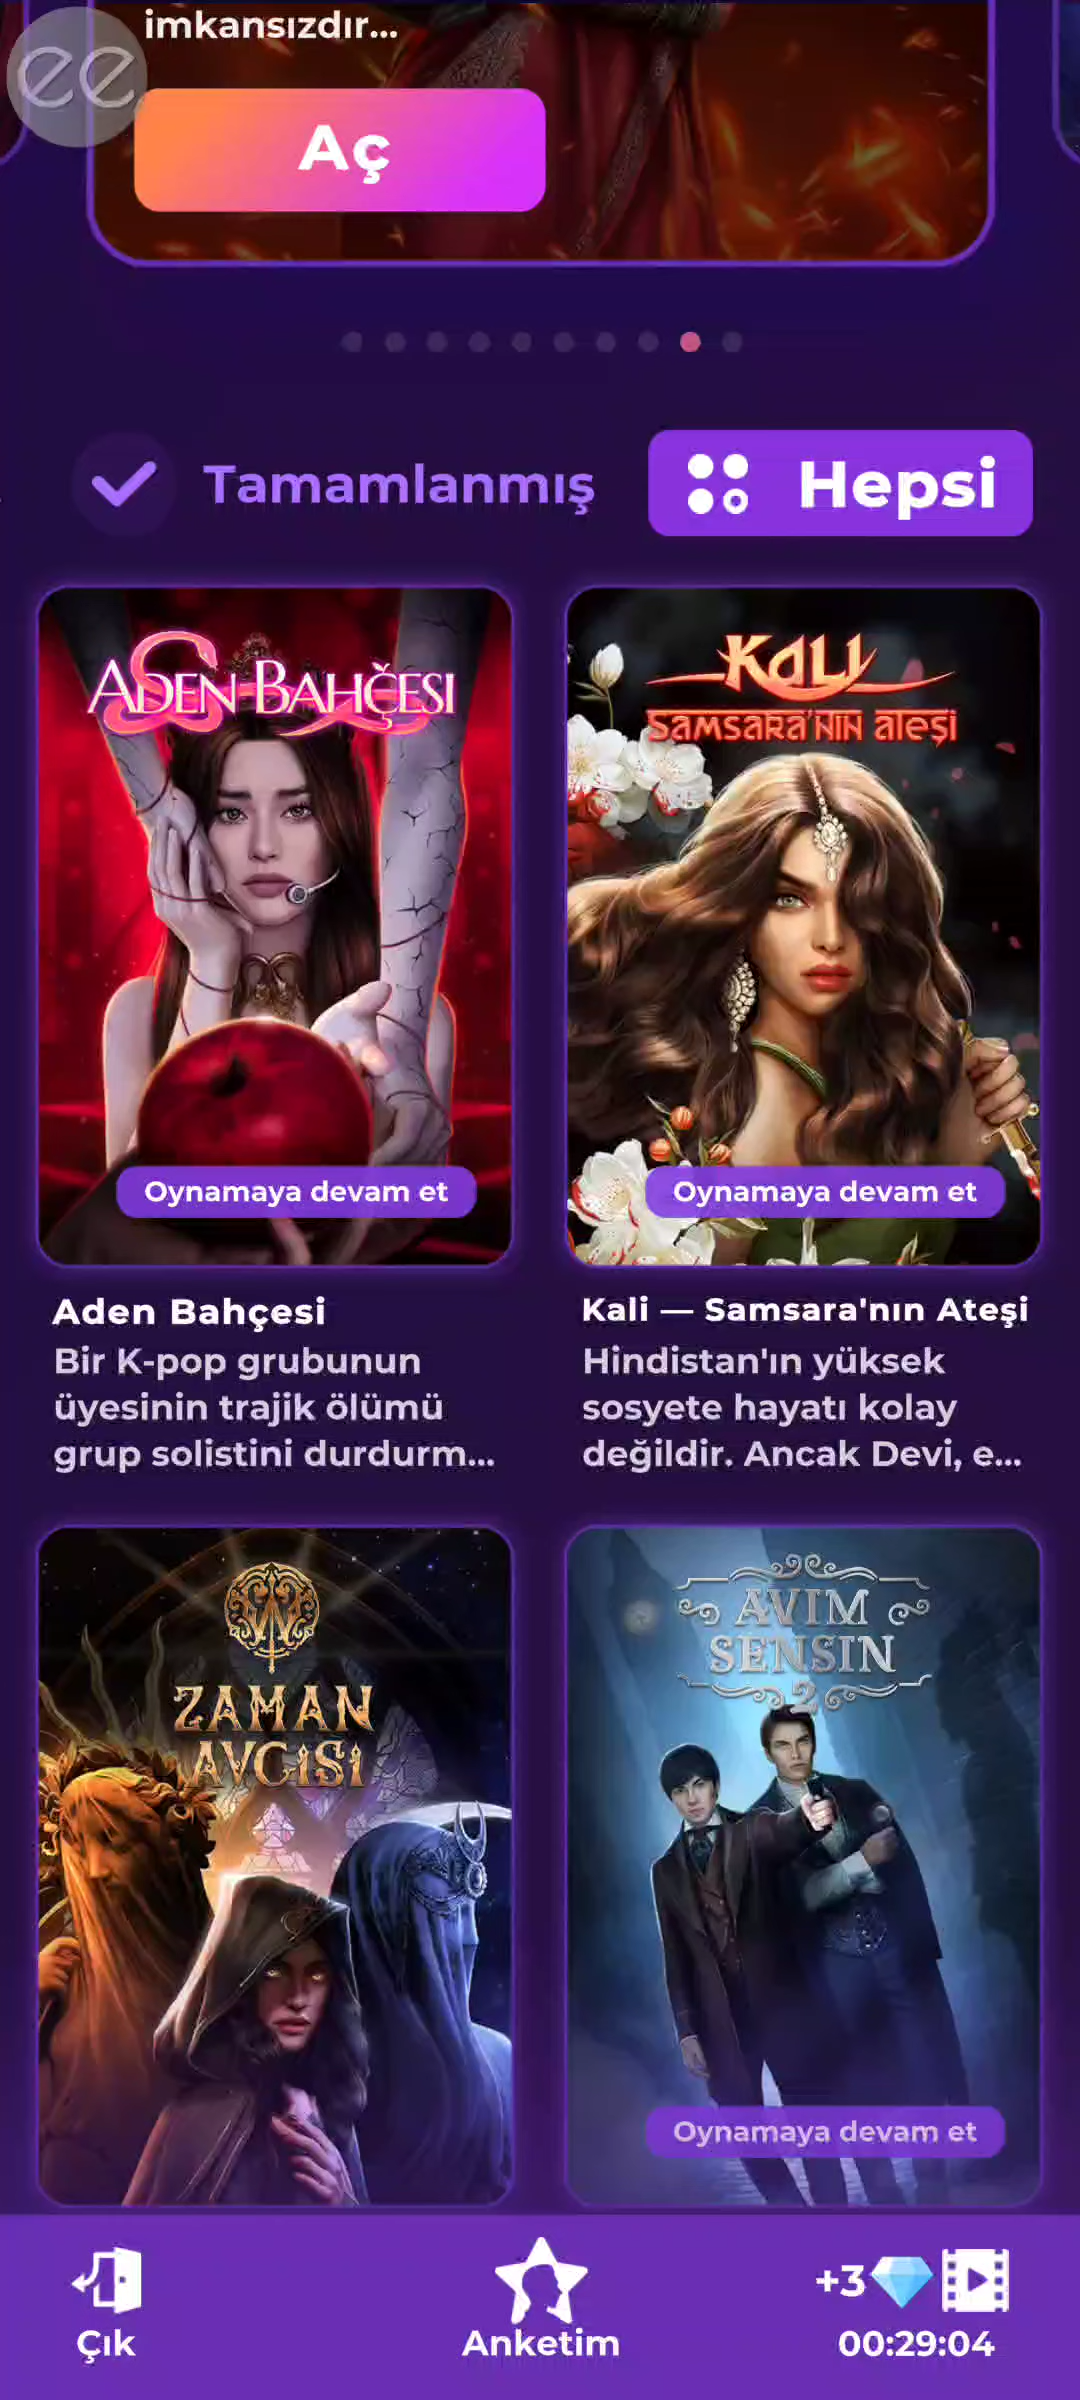 imkansızdır...
ee
Aç
Tamamlanmış
Hepsi
ADEN BAHÇESI
KALI
SAMSARA'NIN ATEŞİ
Oynamaya devam et
Oynamaya devam et
Aden Bahçesi
Bir K-pop grubunun
üyesinin trajik ölümü
grup solistini durdurm...
Kali — Samsara'nın Ateşi
Hindistan'ın yüksek
sosyete hayatı kolay
değildir. Ancak Devi, e...
ZAMAN
AVCISI
AVIM
SENSIN
2
Oynamaya devam et
Çık
Anketim
+3
00:29:04